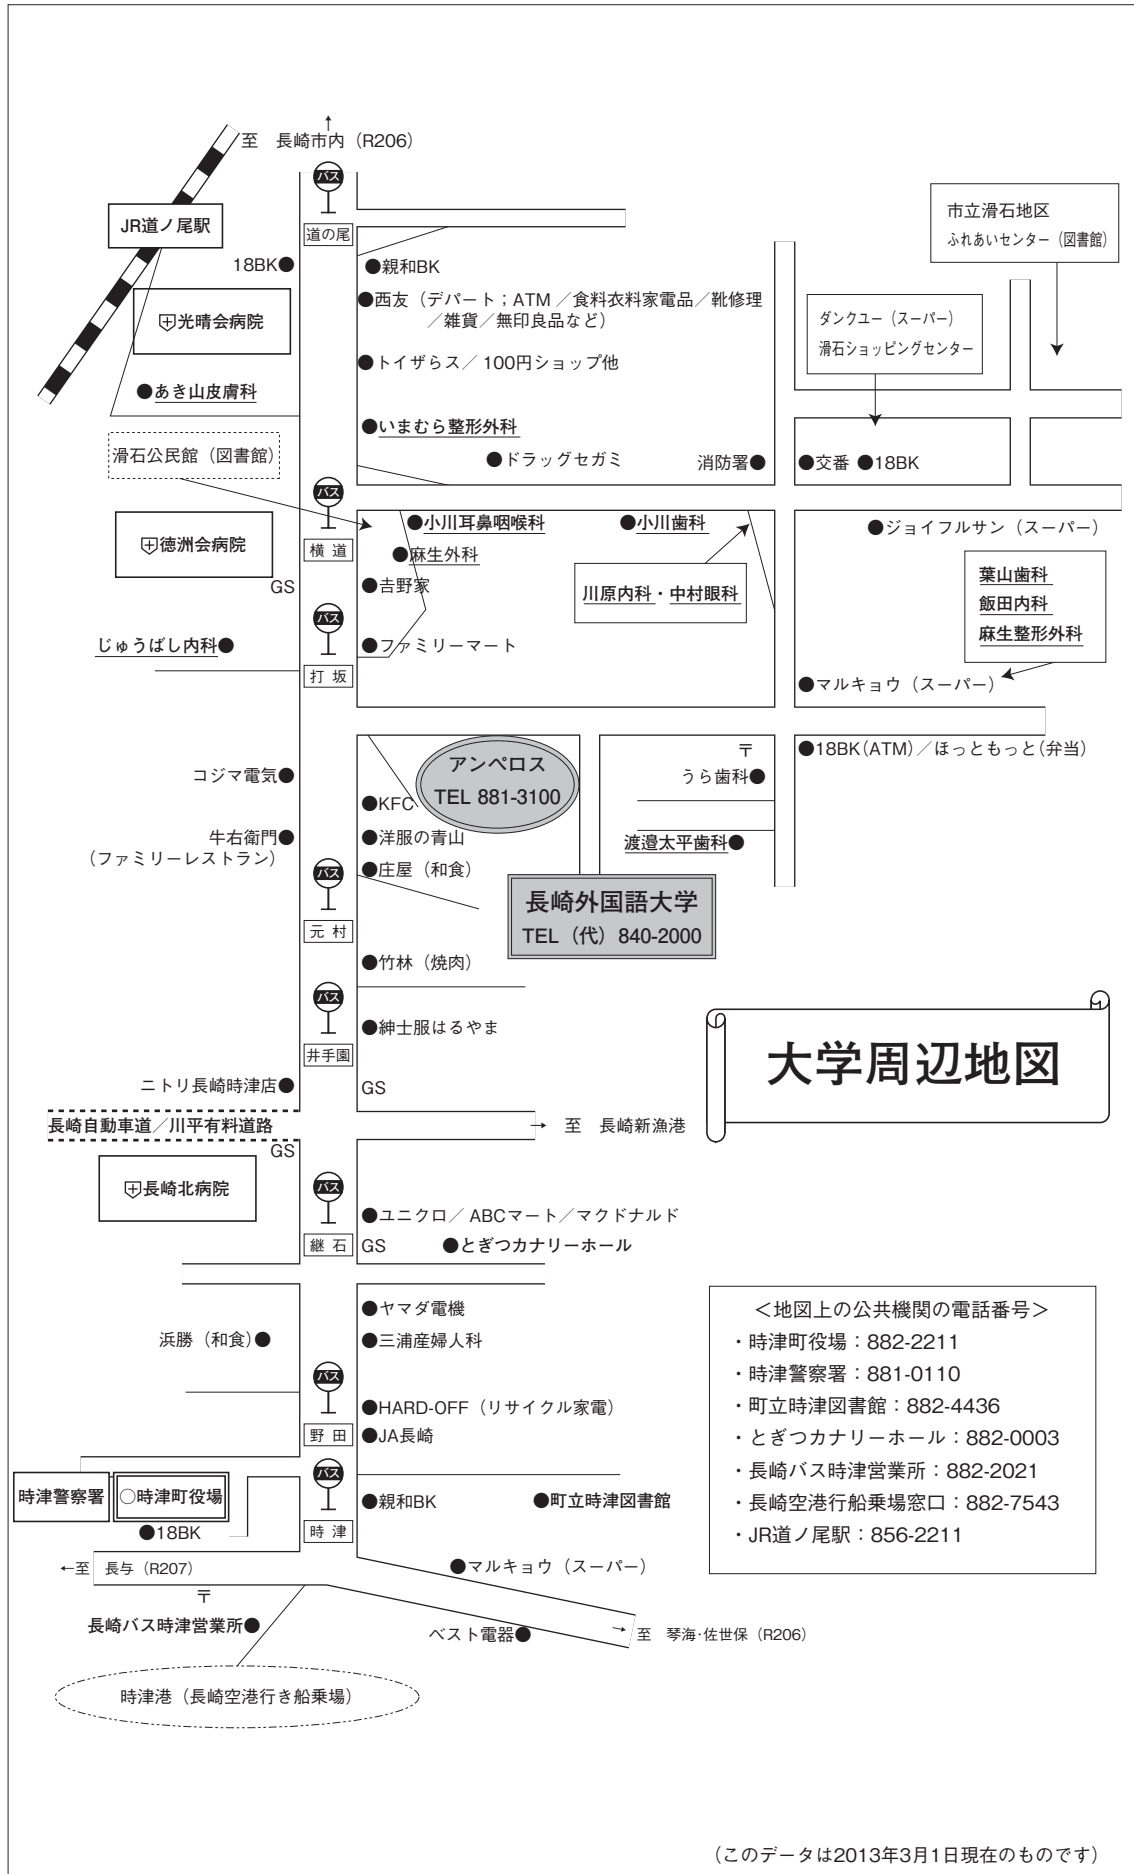 ↑
至 長崎市内（R206）
バス
道の尾
JR道ノ尾駅
市立滑石地区
ふれあいセンター（図書館）
18BK●
●親和BK
●西友（デパート；ATM／食料衣料家電品／靴修理
／雑貨／無印良品など）
光晴会病院
ダンクユー（スーパー）
滑石ショッピングセンター
●トイザらス／100円ショップ他
●あき山皮膚科
●いまむら整形外科
滑石公民館（図書館）
●ドラッグセガミ
消防署●
●交番 ●18BK
バス
横道
●小川耳鼻咽喉科
●小川歯科
●ジョイフルサン（スーパー）
徳洲会病院
●麻生外科
GS
●吉野家
川原内科・中村眼科
葉山歯科
飯田内科
麻生整形外科
バス
打坂
じゅうばし内科●
●ファミリーマート
●マルキョウ（スーパー）
アンペロス
TEL 881-3100
〒
●18BK(ATM)／ほっともっと(弁当)
コジマ電気●
うら歯科●
●KFC
牛右衛門●
（ファミリーレストラン）
●洋服の青山
渡邉太平歯科●
●庄屋（和食）
バス
元村
長崎外国語大学
TEL（代）840-2000
●竹林（焼肉）
バス
井手園
●紳士服はるやま
大学周辺地図
ニトリ長崎時津店●
GS
長崎自動車道／川平有料道路
→ 至 長崎新漁港
GS
長崎北病院
バス
継石
●ユニクロ／ABCマート／マクドナルド
GS
●とぎつカナリーホール
●ヤマダ電機
浜勝（和食）●
●三浦産婦人科
バス
野田
●HARD-OFF（リサイクル家電）
●JA長崎
＜地図上の公共機関の電話番号＞
・時津町役場：882-2211
・時津警察署：881-0110
・町立時津図書館：882-4436
・とぎつカナリーホール：882-0003
・長崎バス時津営業所：882-2021
・長崎空港行船乗場窓口：882-7543
・JR道ノ尾駅：856-2211
時津警察署
○時津町役場
バス
時津
●親和BK
●町立時津図書館
●18BK
←至 長与（R207）
●マルキョウ（スーパー）
〒
長崎バス時津営業所●
ベスト電器●
→至 琴海・佐世保（R206）
時津港（長崎空港行き船乗場）
（このデータは2013年3月1日現在のものです）